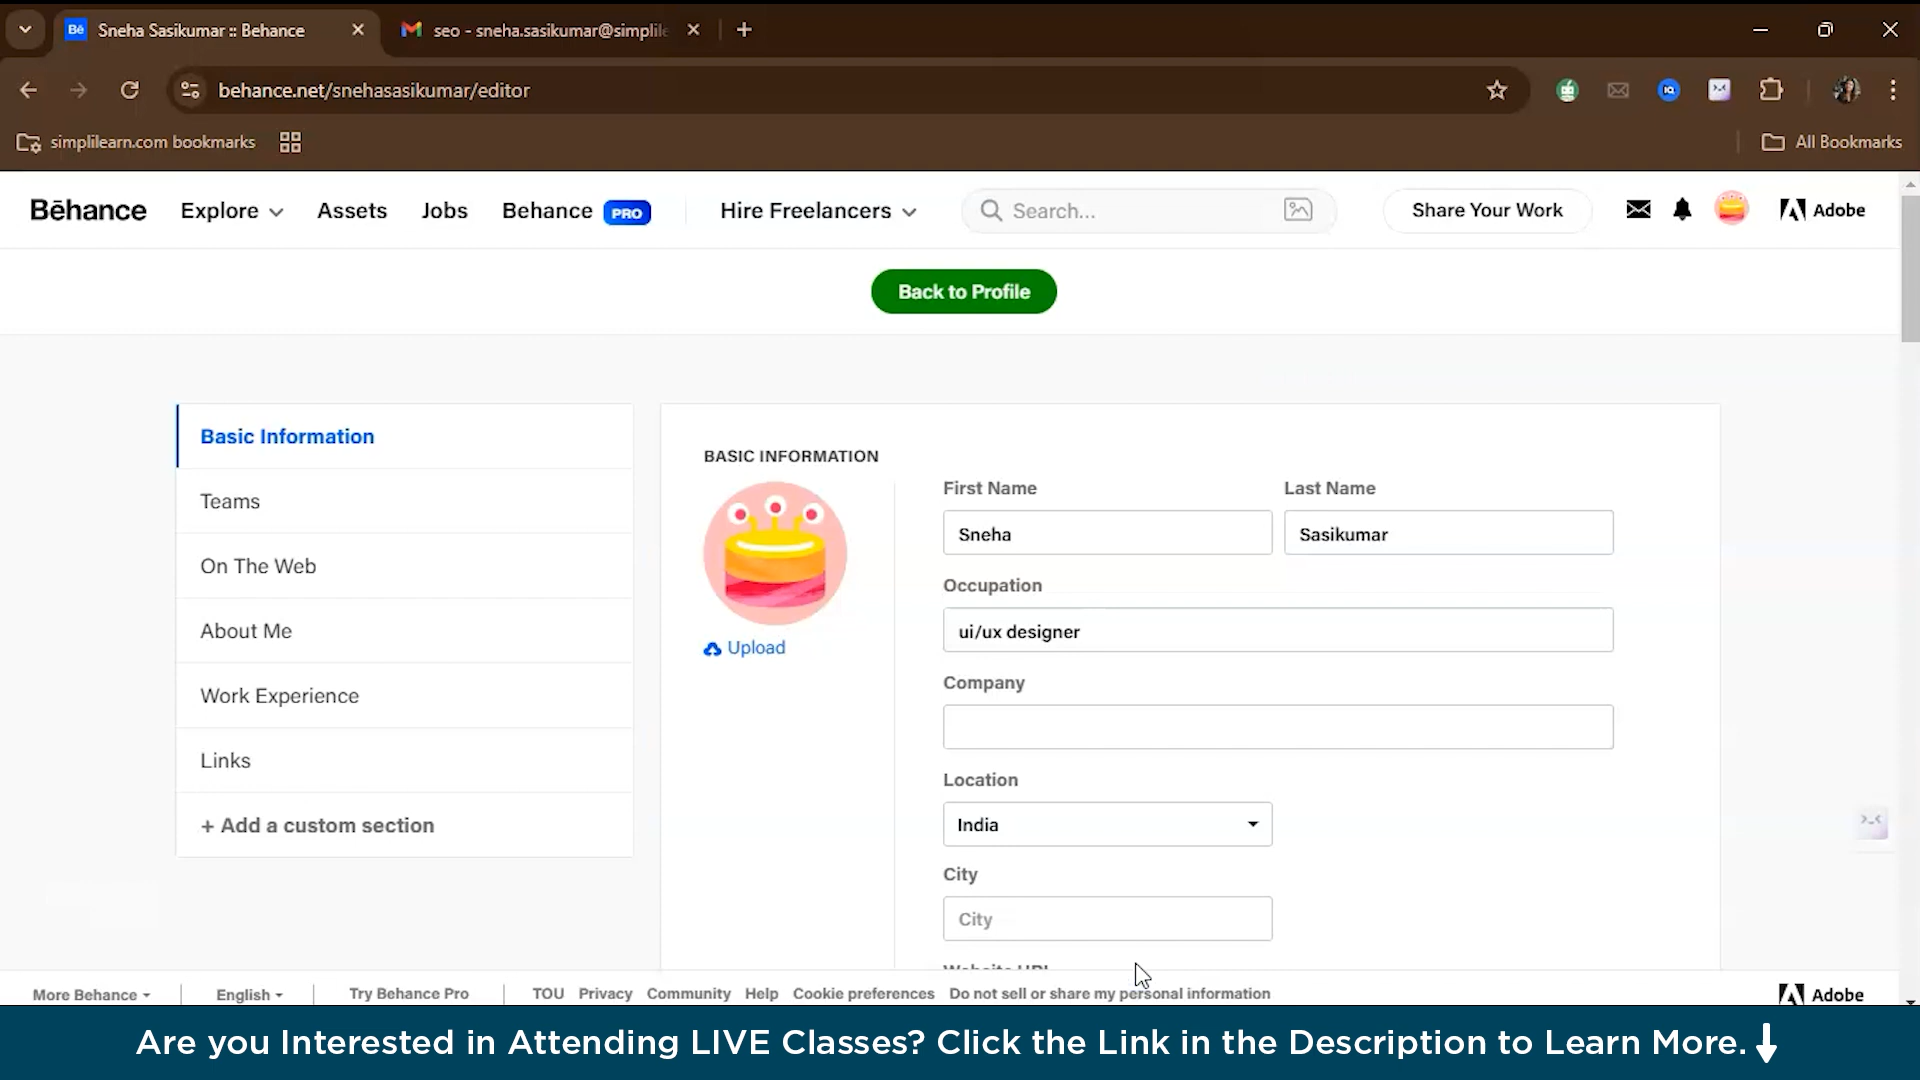 Bē Sneha Sasikumar :: Behance
seo - sneha.sasikumar@simplile
behance.net/snehasasikumar/editor
simplilearn.com bookmarks
All Bookmarks
Bēhance Explore Assets Jobs Behance PRO Hire Freelancers Search... Share Your Work Adobe
Back to Profile
Basic Information
Teams
On The Web
About Me
Work Experience
Links
+ Add a custom section
BASIC INFORMATION
Upload
First Name Last Name
Sneha Sasikumar
Occupation
ui/ux designer
Company
Location
India
City
City
Website URL
More Behance English Try Behance Pro TOU Privacy Community Help Cookie preferences Do not sell or share my personal information Adobe
Are you Interested in Attending LIVE Classes? Click the Link in the Description to Learn More.